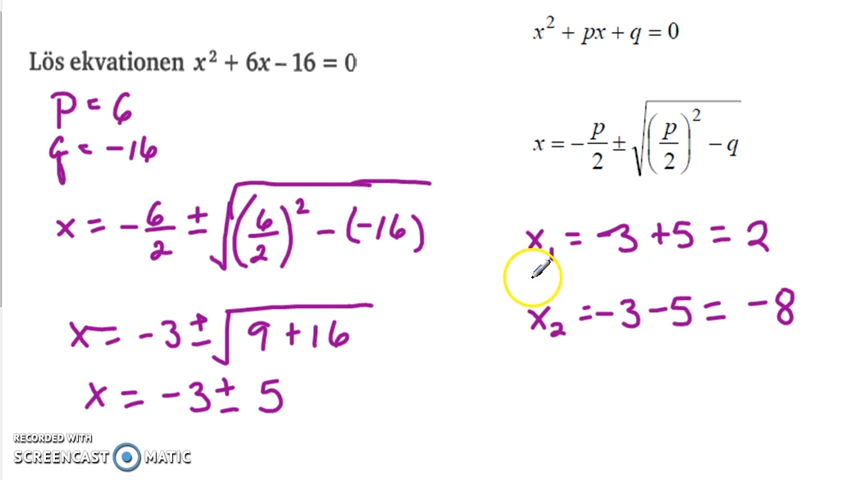 Lös ekvationen x² + 6x – 16 = 0
p = 6
q = -16
x = -6/2 ± √((6/2)² - (-16))
x = -3 ± √(9 + 16)
x = -3 ± 5
x² + px + q = 0
x = -p/2 ± √((p/2)² - q)
x₁ = -3 + 5 = 2
x₂ = -3 - 5 = -8
RECORDED WITH
SCREENCAST MATIC